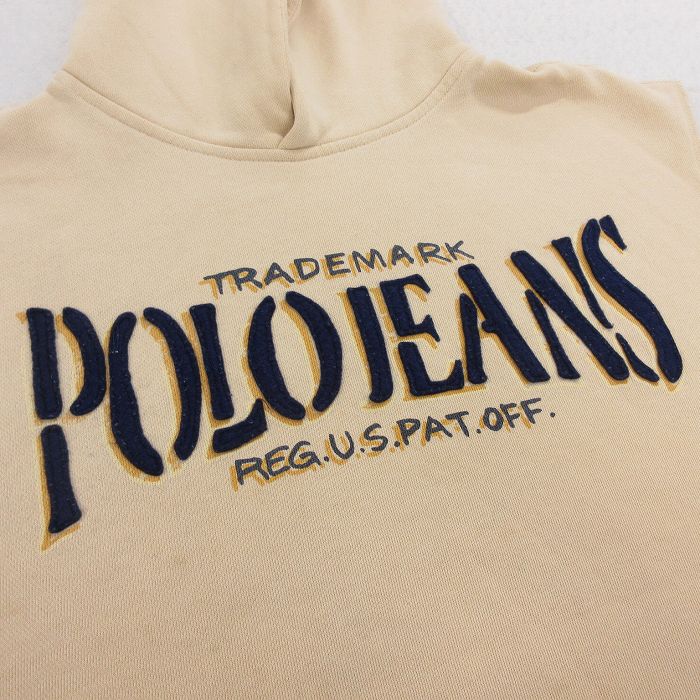 TRADEMARK
POLO JEANS
REG. U.S. PAT. OFF.